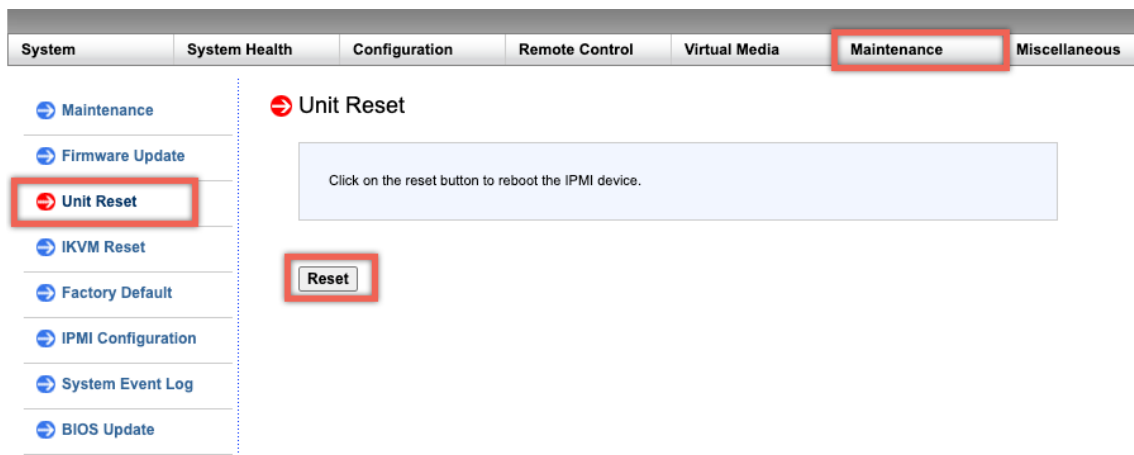 System System Health Configuration Remote Control Virtual Media Maintenance Miscellaneous
Maintenance
Firmware Update
Unit Reset
IKVM Reset
Factory Default
IPMI Configuration
System Event Log
BIOS Update
Unit Reset
Click on the reset button to reboot the IPMI device.
Reset